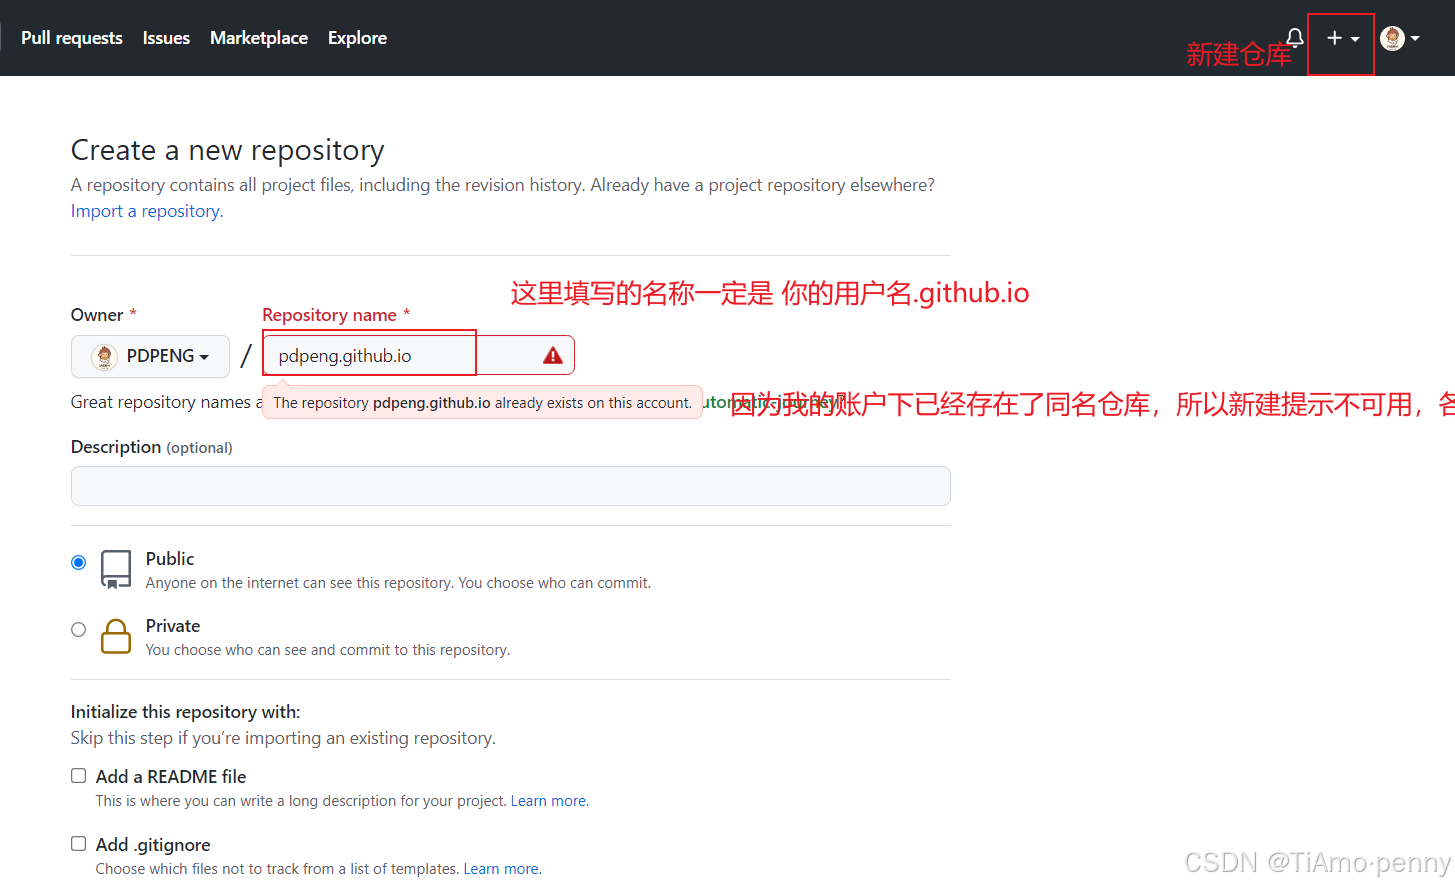 Pull requests Issues Marketplace Explore
新建仓库
Create a new repository
A repository contains all project files, including the revision history. Already have a project repository elsewhere?
Import a repository.
这里填写的名称一定是 你的用户名.github.io
Owner * Repository name *
PDPENG / pdpeng.github.io
The repository pdpeng.github.io already exists on this account.
Great repository names a
因为我的账户下已经存在了同名仓库，所以新建提示不可用，各
Description (optional)
Public
Anyone on the internet can see this repository. You choose who can commit.
Private
You choose who can see and commit to this repository.
Initialize this repository with:
Skip this step if you’re importing an existing repository.
Add a README file
This is where you can write a long description for your project. Learn more.
Add .gitignore
Choose which files not to track from a list of templates. Learn more.
CSDN @TiAmo·penny